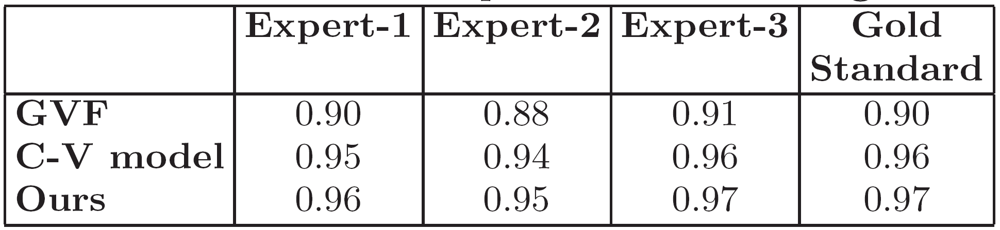 Expert-1 Expert-2 Expert-3 Gold
Standard
GVF 0.90 0.88 0.91 0.90
C-V model 0.95 0.94 0.96 0.96
Ours 0.96 0.95 0.97 0.97